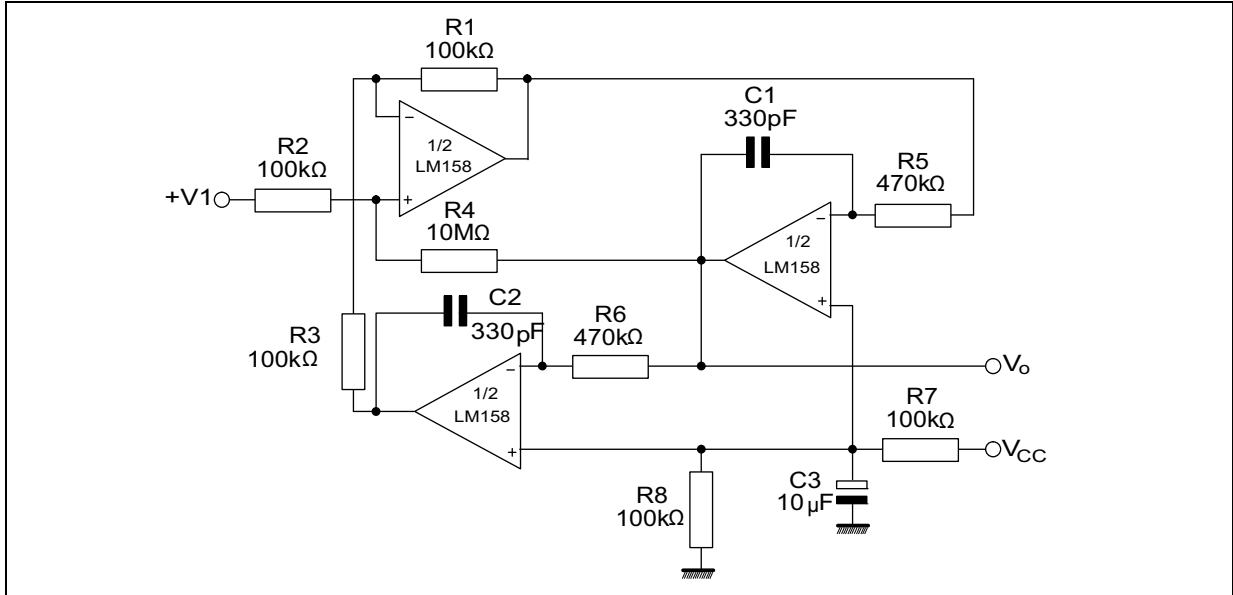 R1
100kΩ
C1
330pF
−
1/2
LM158
+
R2
100kΩ
+V1
R5
470kΩ
R4
10MΩ
−
1/2
LM158
+
C2
330pF
R6
470kΩ
R3
100kΩ
−
1/2
LM158
+
Vo
R7
100kΩ
VCC
R8
100kΩ
C3
10µF